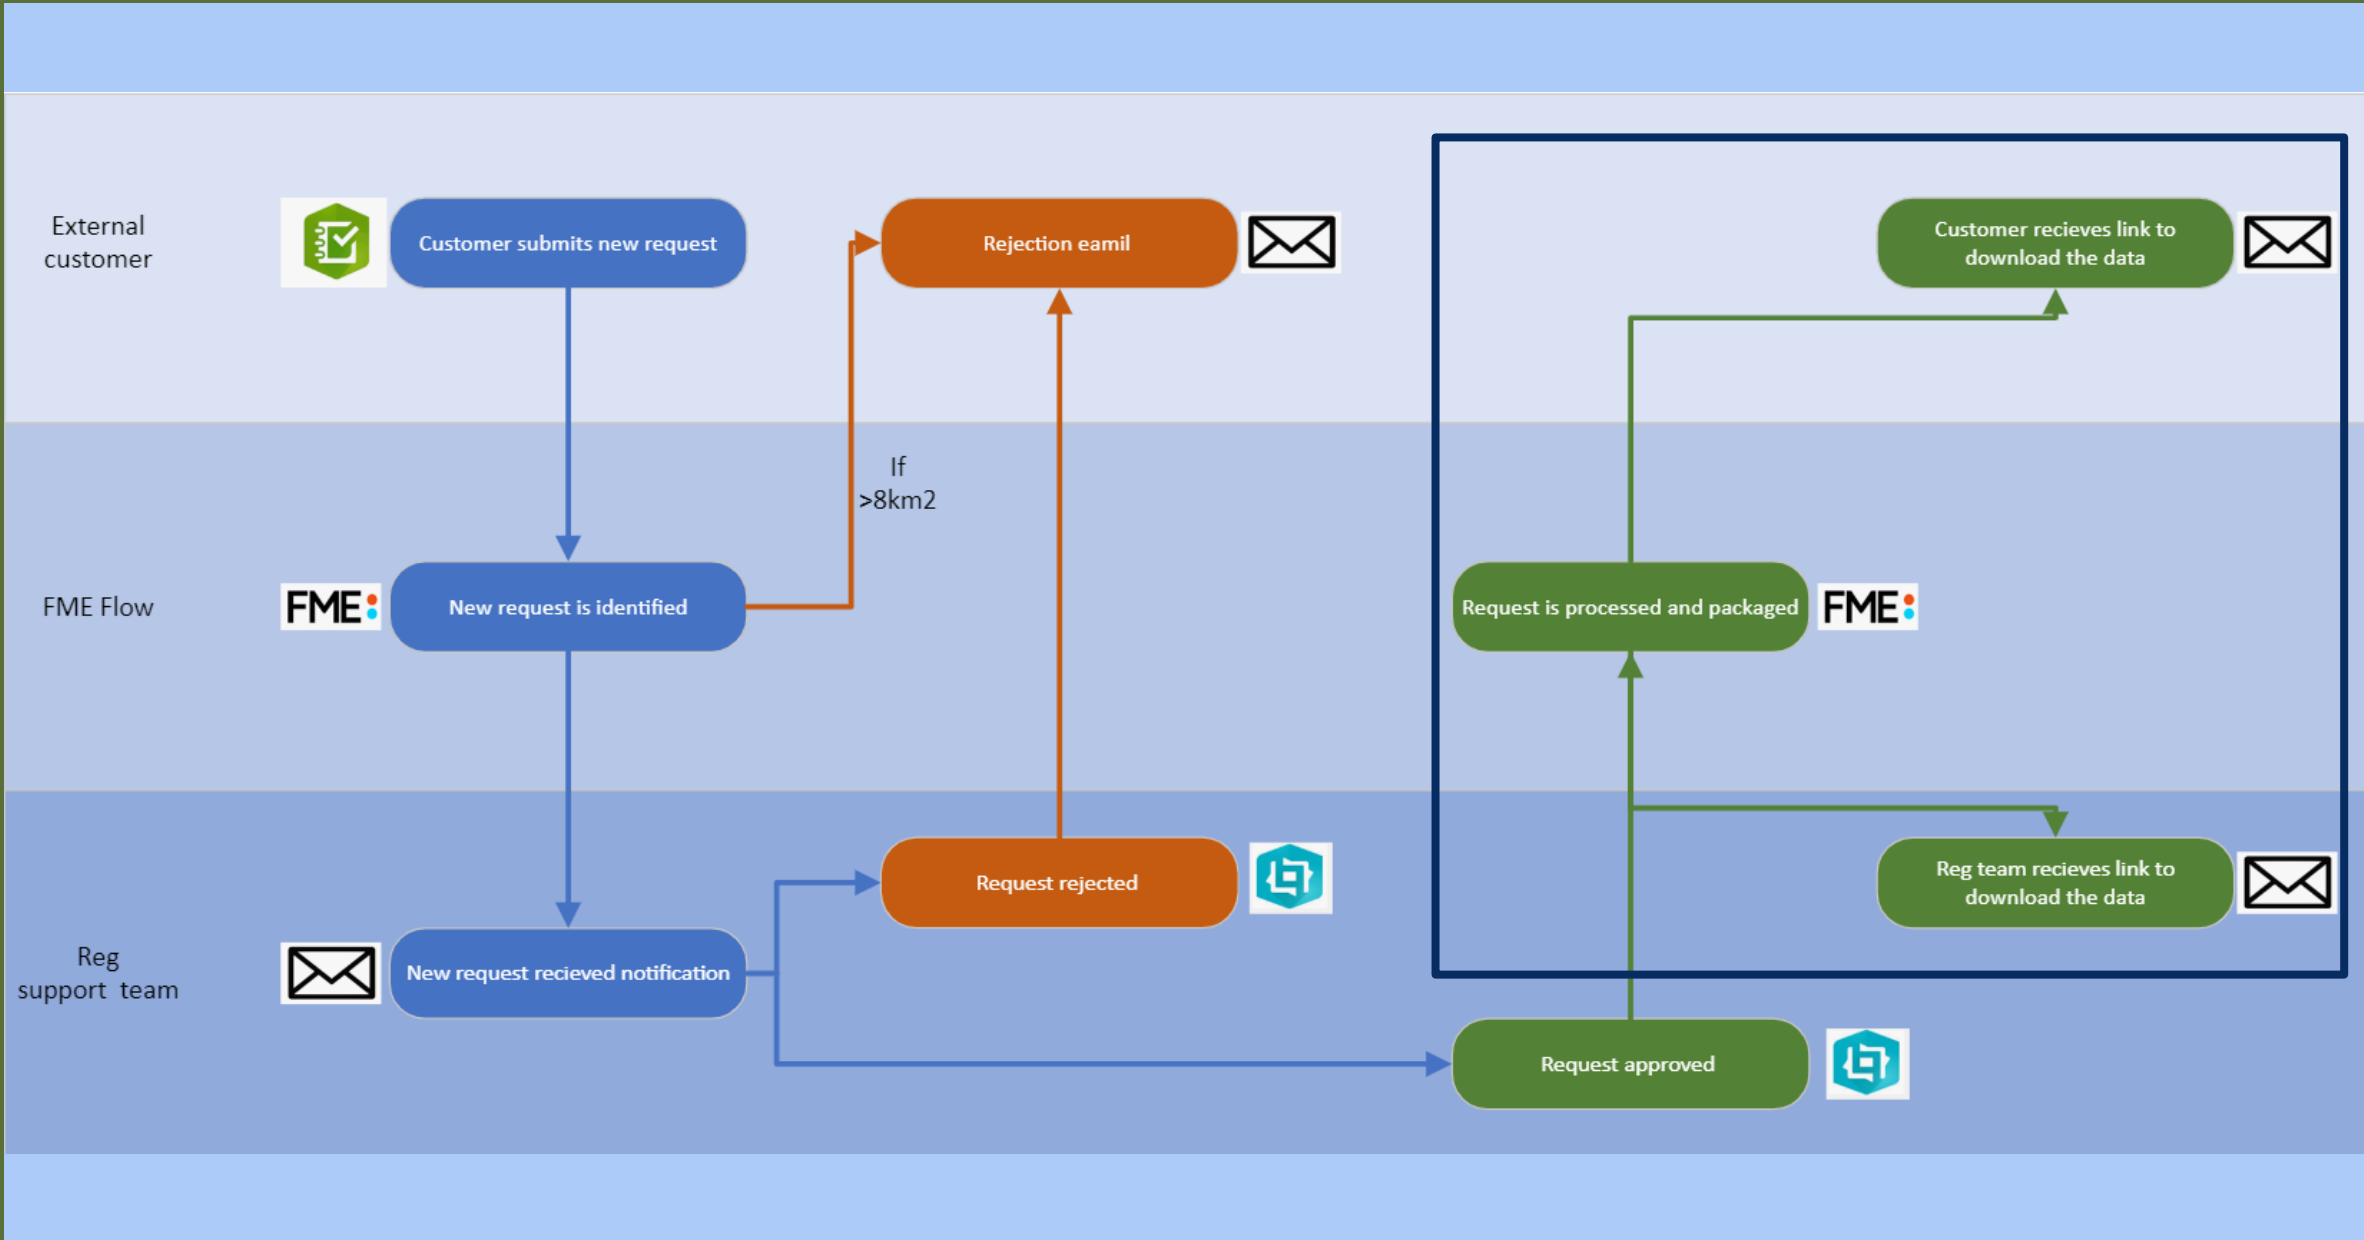 External
customer
Customer submits new request
Rejection eamil
Customer recieves link to
download the data
If
>8km2
FME Flow
FME:
New request is identified
Request is processed and packaged
FME:
Reg
support  team
New request recieved notification
Request rejected
Reg team recieves link to
download the data
Request approved